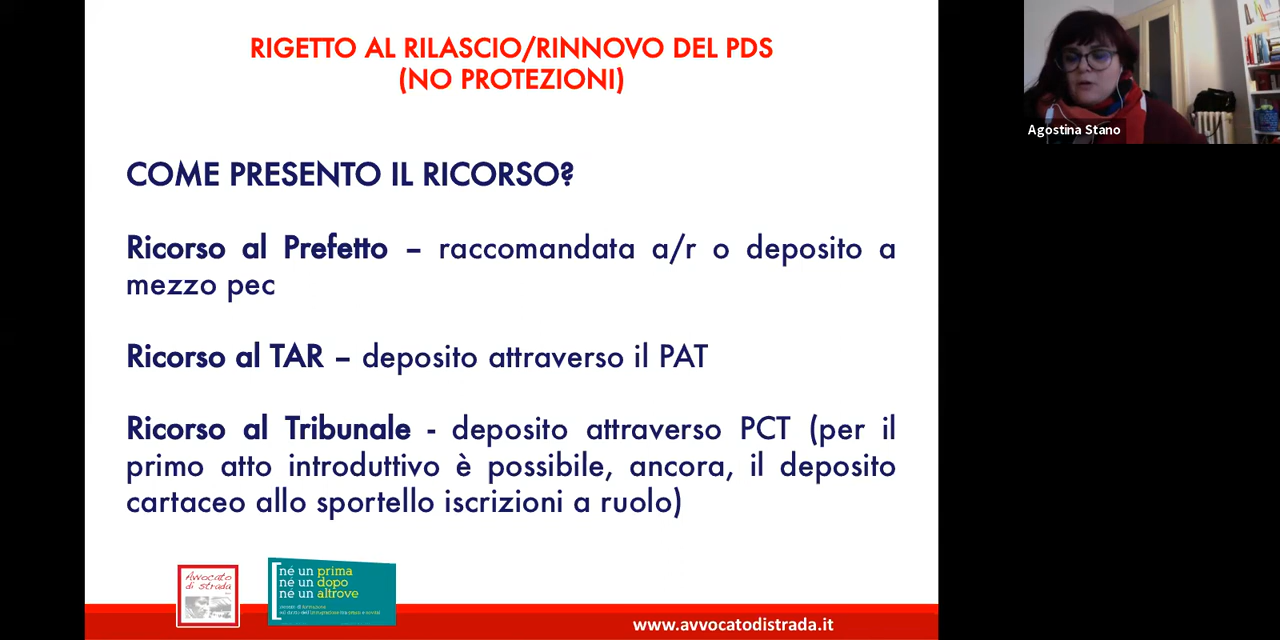 RIGETTO AL RILASCIO/RINNOVO DEL PDS
(NO PROTEZIONI)
Agostina Stano
COME PRESENTO IL RICORSO?
Ricorso al Prefetto – raccomandata a/r o deposito a
mezzo pec
Ricorso al TAR – deposito attraverso il PAT
Ricorso al Tribunale - deposito attraverso PCT (per il
primo atto introduttivo è possibile, ancora, il deposito
cartaceo allo sportello iscrizioni a ruolo)
Avvocato
di strada
né un prima
né un dopo
né un altrove
www.avvocatodistrada.it